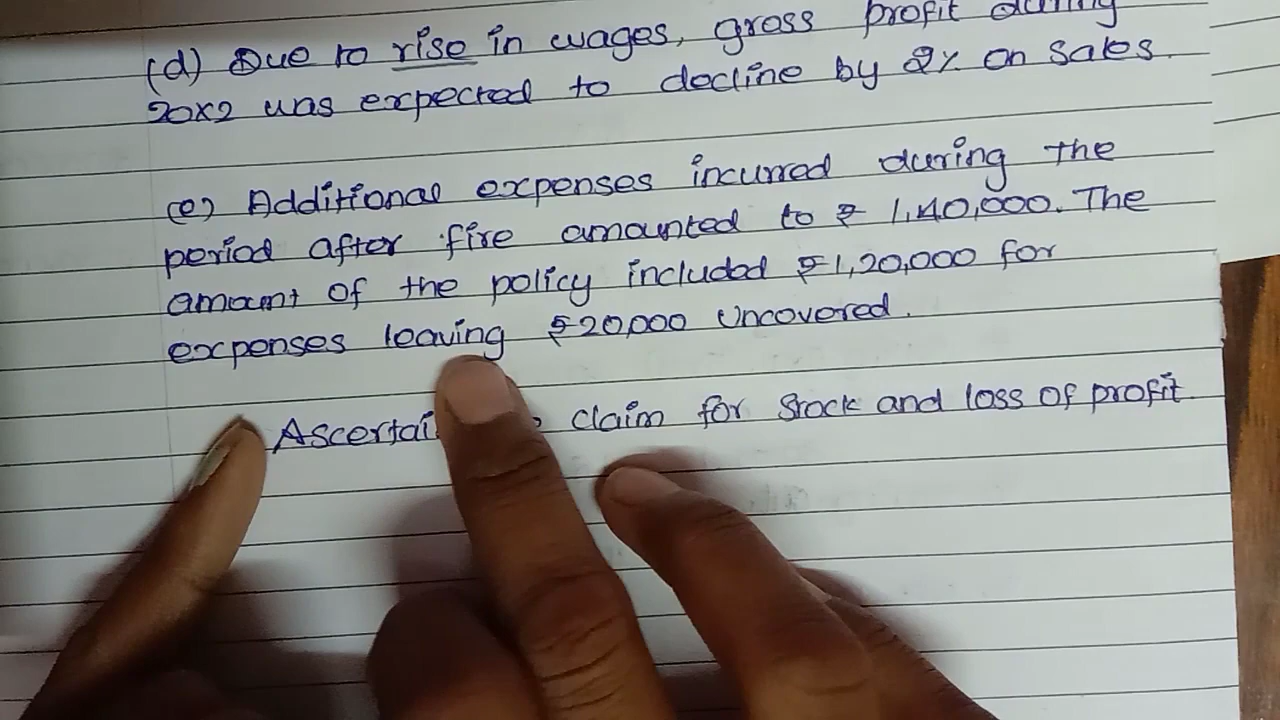 (d) Due to rise in wages, gross profit during
20X2 was expected to decline by 2% on sales.
(e) Additional expenses incurred during the
period after fire amounted to ₹ 1,40,000. The
amount of the policy included ₹1,20,000 for
expenses leaving ₹20,000 uncovered.
claim for stock and loss of profit